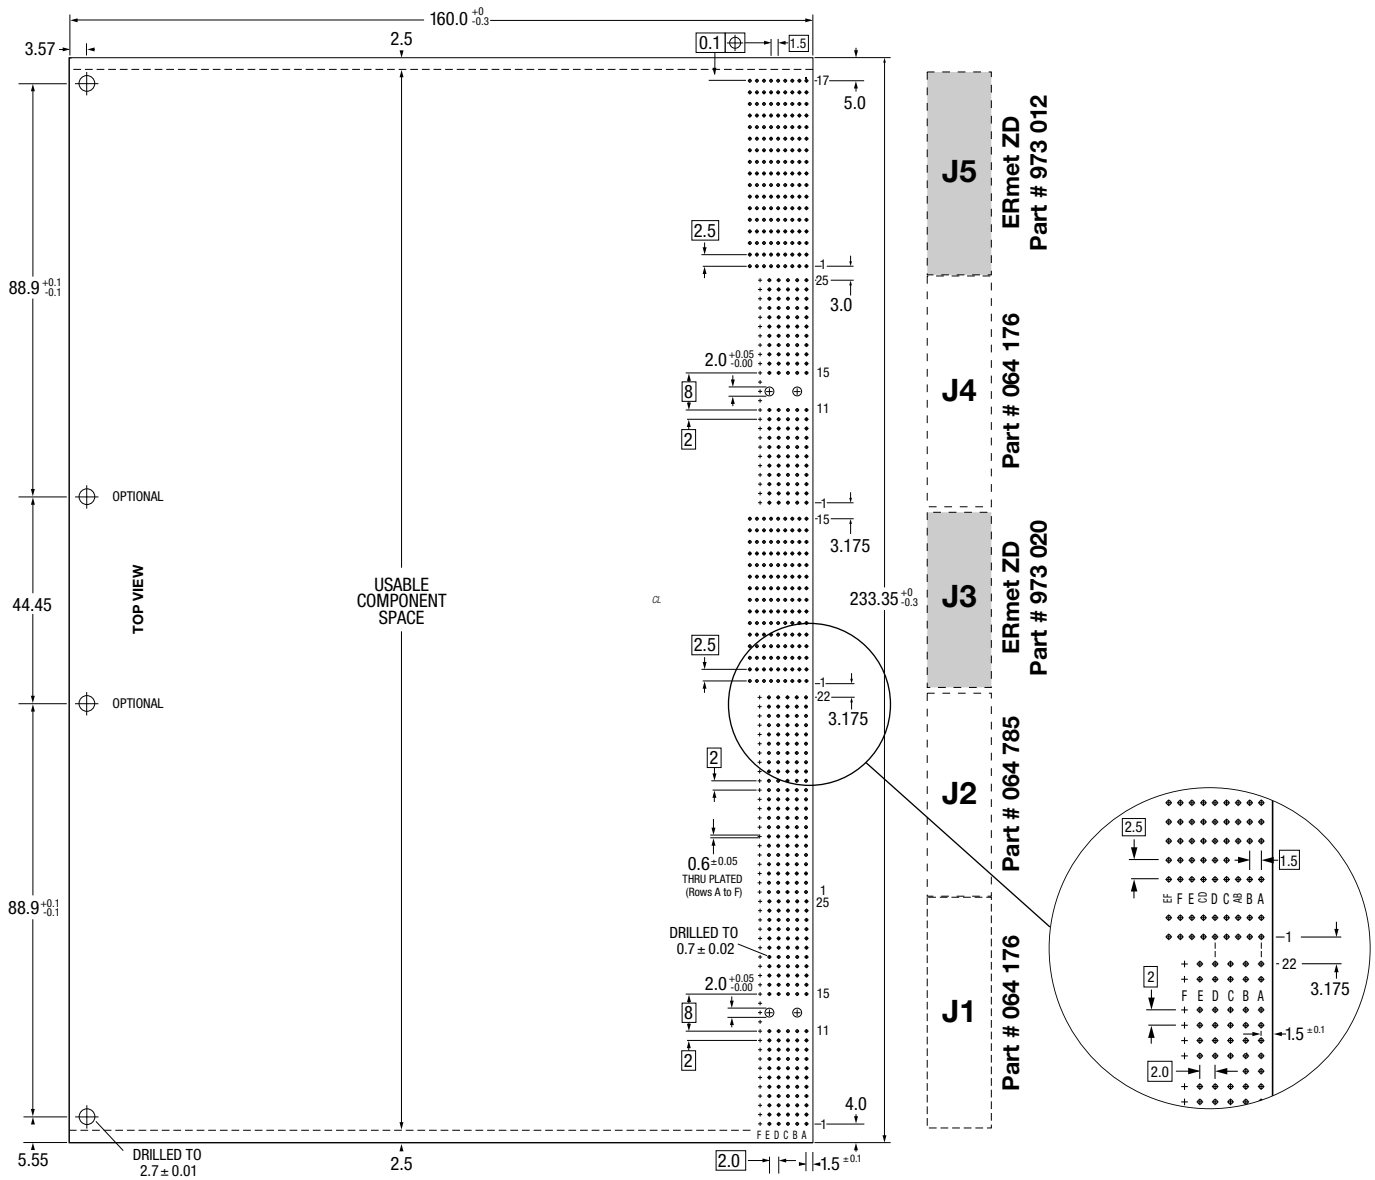 160.0 +0 -0.3
3.57
2.5
0.1
1.5
17
5.0
2.5
1
25
3.0
88.9 +0.1 -0.1
2.0 +0.05 -0.00
15
8
11
2
OPTIONAL
1
15
3.175
44.45
TOP VIEW
USABLE
COMPONENT
SPACE
CL
233.35 +0 -0.3
2.5
1
22
3.175
OPTIONAL
2
0.6 ±0.05
THRU PLATED
(Rows A to F)
1
25
88.9 +0.1 -0.1
DRILLED TO
0.7 ± 0.02
2.0 +0.05 -0.00
15
8
11
2
4.0
1
F E D C B A
5.55
DRILLED TO
2.7 ± 0.01
2.5
2.0
1.5 ±0.1
J5
ERmet ZD
Part # 973 012
J4
Part # 064 176
J3
ERmet ZD
Part # 973 020
J2
Part # 064 785
J1
Part # 064 176
2.5
1.5
EF F E CD D C AB B A
1
22
2
F E D C B A
3.175
1.5 ±0.1
2.0